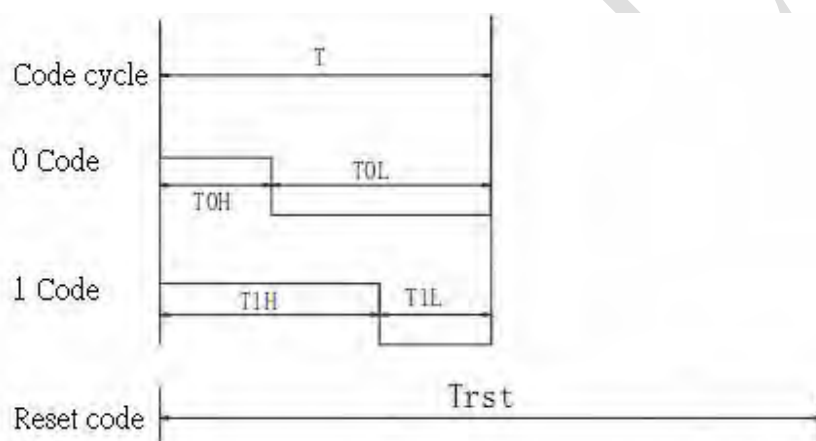 T
Code cycle
0 Code
T0H
T0L
1 Code
T1H
T1L
Trst
Reset code